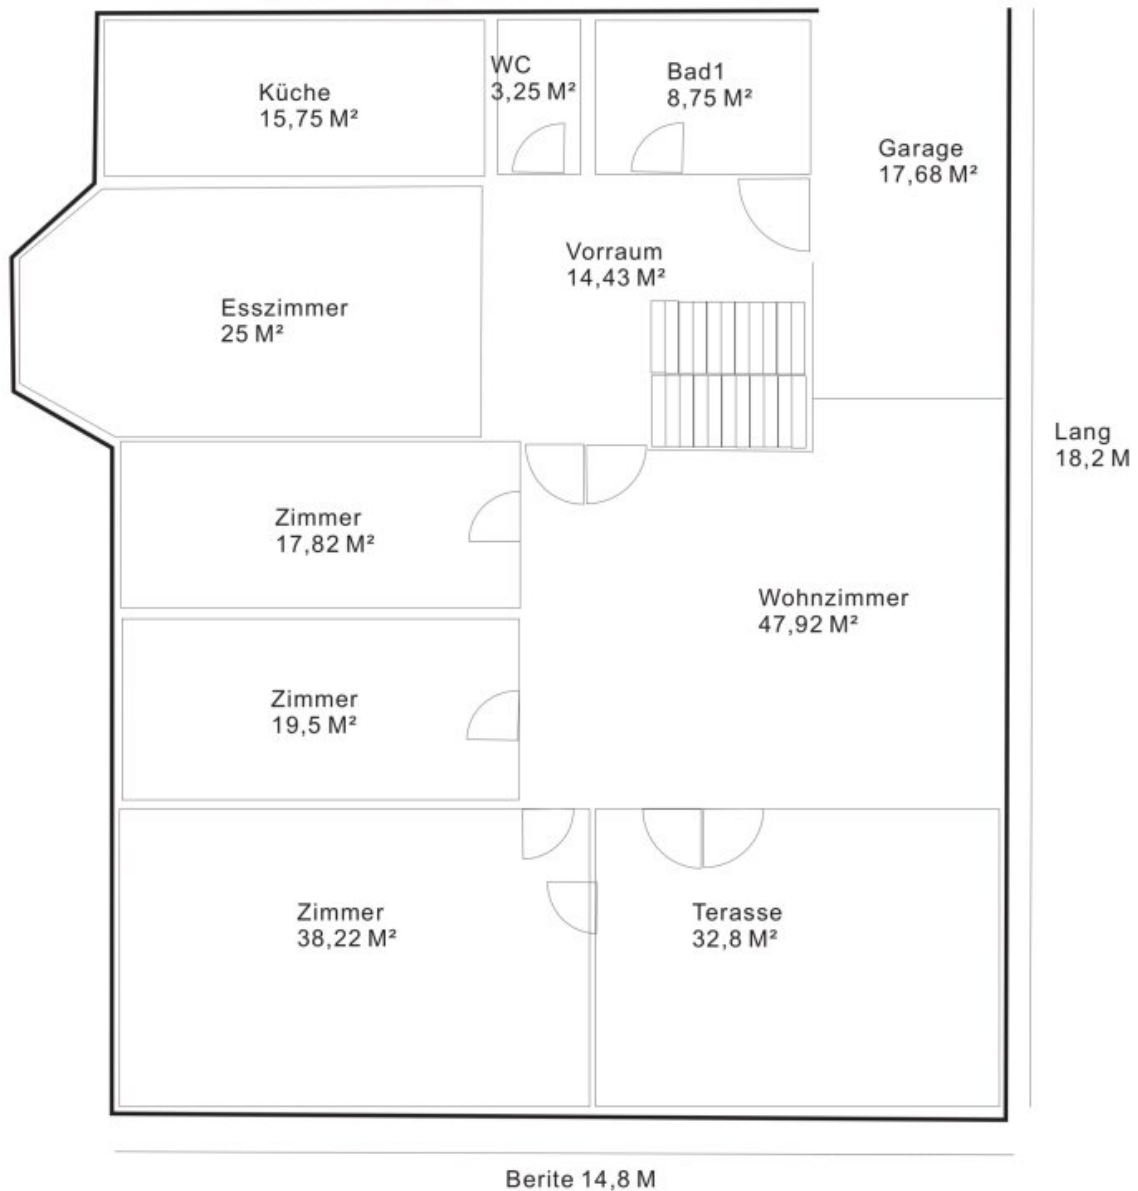 Küche
15,75 M²
WC
3,25 M²
Bad1
8,75 M²
Garage
17,68 M²
Vorraum
14,43 M²
Esszimmer
25 M²
Lang
18,2 M
Zimmer
17,82 M²
Wohnzimmer
47,92 M²
Zimmer
19,5 M²
Zimmer
38,22 M²
Terasse
32,8 M²
Berite 14,8 M